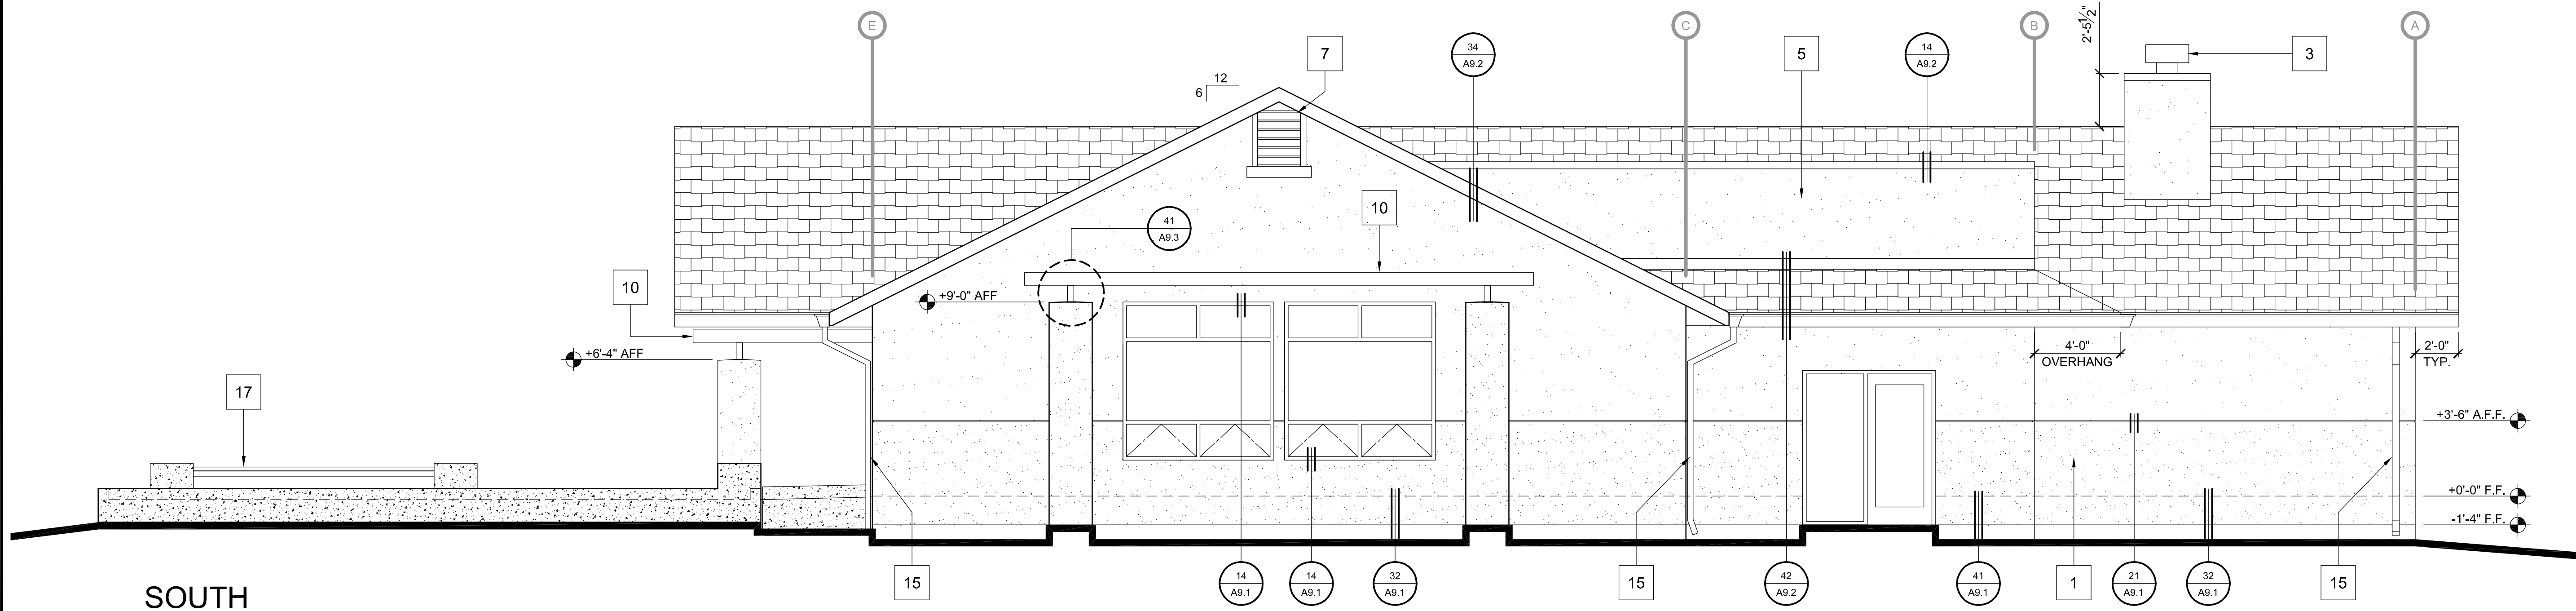 E
C
B
A
2'-5½"
34
A9.2
14
A9.2
7
5
3
12
6
10
41
A9.3
10
+9'-0" AFF
+6'-4" AFF
4'-0"
OVERHANG
2'-0"
TYP.
17
+3'-6" A.F.F.
+0'-0" F.F.
-1'-4" F.F.
15
14
A9.1
14
A9.1
32
A9.1
15
42
A9.2
41
A9.1
1
21
A9.1
32
A9.1
15
SOUTH